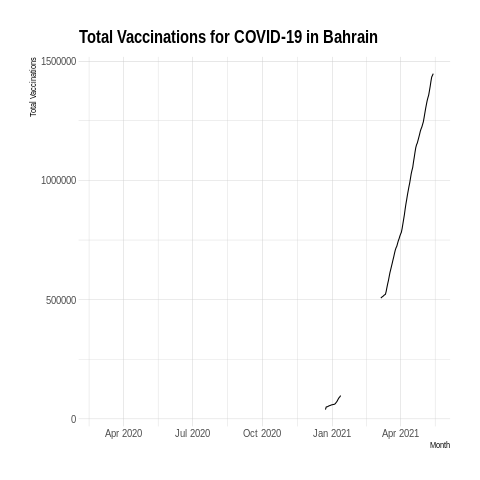 Total Vaccinations for COVID-19 in Bahrain
Total Vaccinations
1500000
1000000
500000
0
Apr 2020 Jul 2020 Oct 2020 Jan 2021 Apr 2021
Month